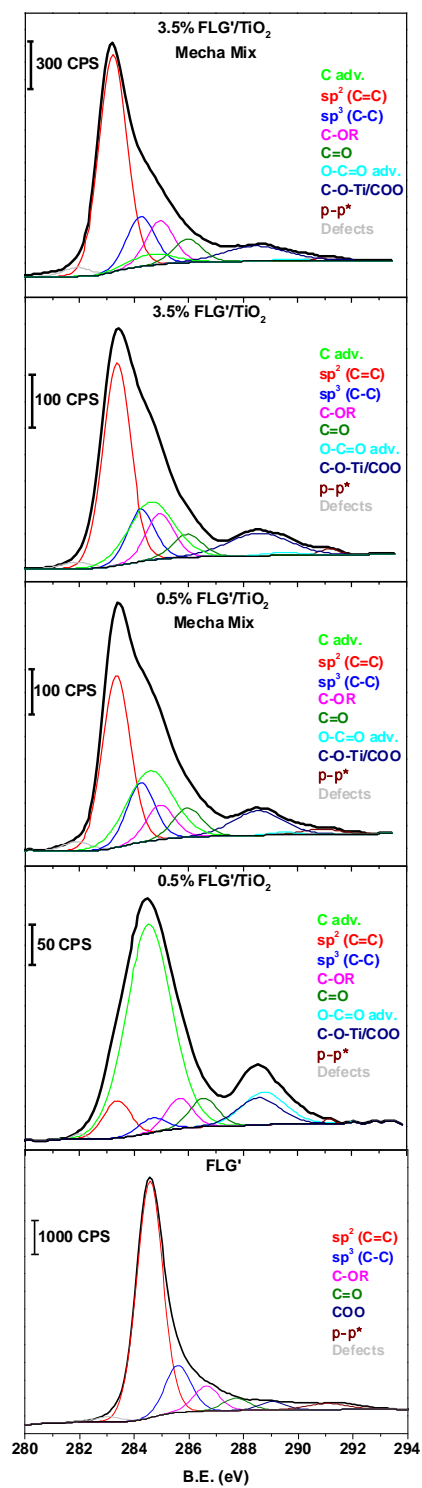 3.5% FLG'/TiO₂
Mecha Mix
300 CPS
C adv.
sp² (C=C)
sp³ (C-C)
C-OR
C=O
O-C=O adv.
C-O-Ti/COO
p-p*
Defects
3.5% FLG'/TiO₂
100 CPS
C adv.
sp² (C=C)
sp³ (C-C)
C-OR
C=O
O-C=O adv.
C-O-Ti/COO
p-p*
Defects
0.5% FLG'/TiO₂
Mecha Mix
100 CPS
C adv.
sp² (C=C)
sp³ (C-C)
C-OR
C=O
O-C=O adv.
C-O-Ti/COO
p-p*
Defects
0.5% FLG'/TiO₂
50 CPS
C adv.
sp² (C=C)
sp³ (C-C)
C-OR
C=O
O-C=O adv.
C-O-Ti/COO
p-p*
Defects
FLG'
1000 CPS
sp² (C=C)
sp³ (C-C)
C-OR
C=O
COO
p-p*
Defects
280 282 284 286 288 290 292 294
B.E. (eV)